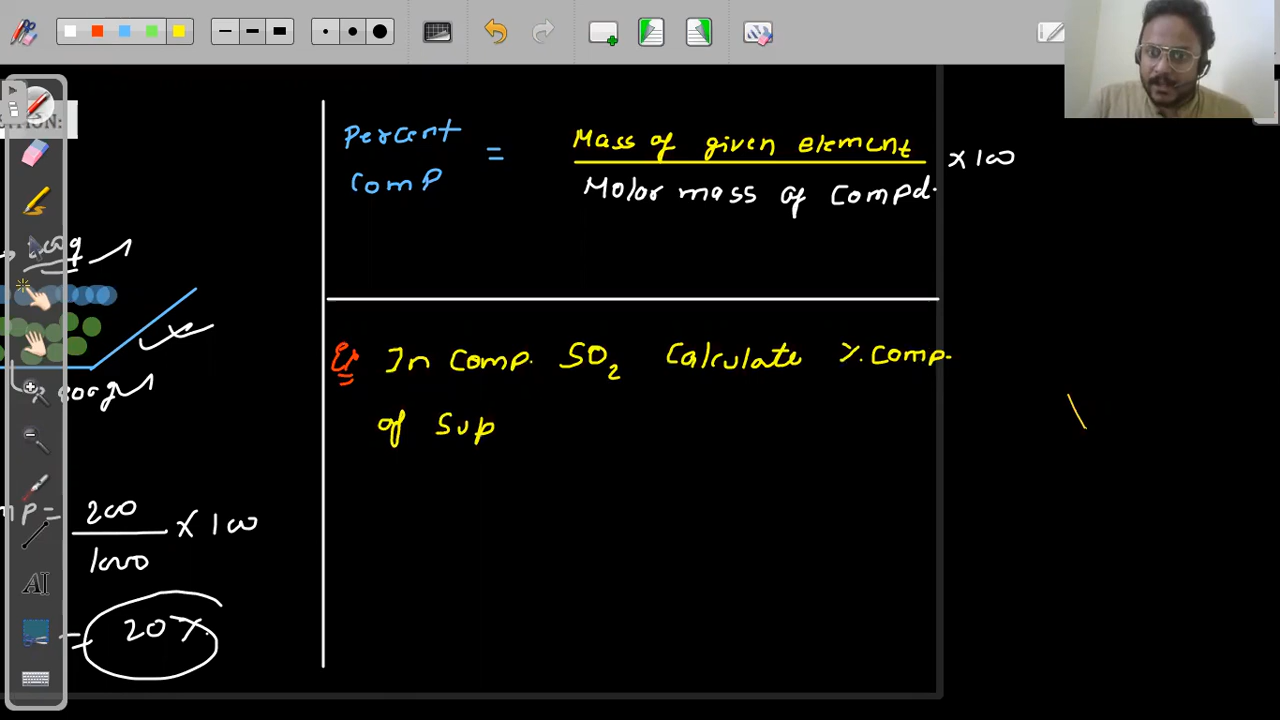 Percent
Comp
=
Mass of given element
Molar mass of Compd.
× 100
Ex In Comp. SO2 Calculate %. Comp.
of Sup
200
1000
× 100
= 20%.